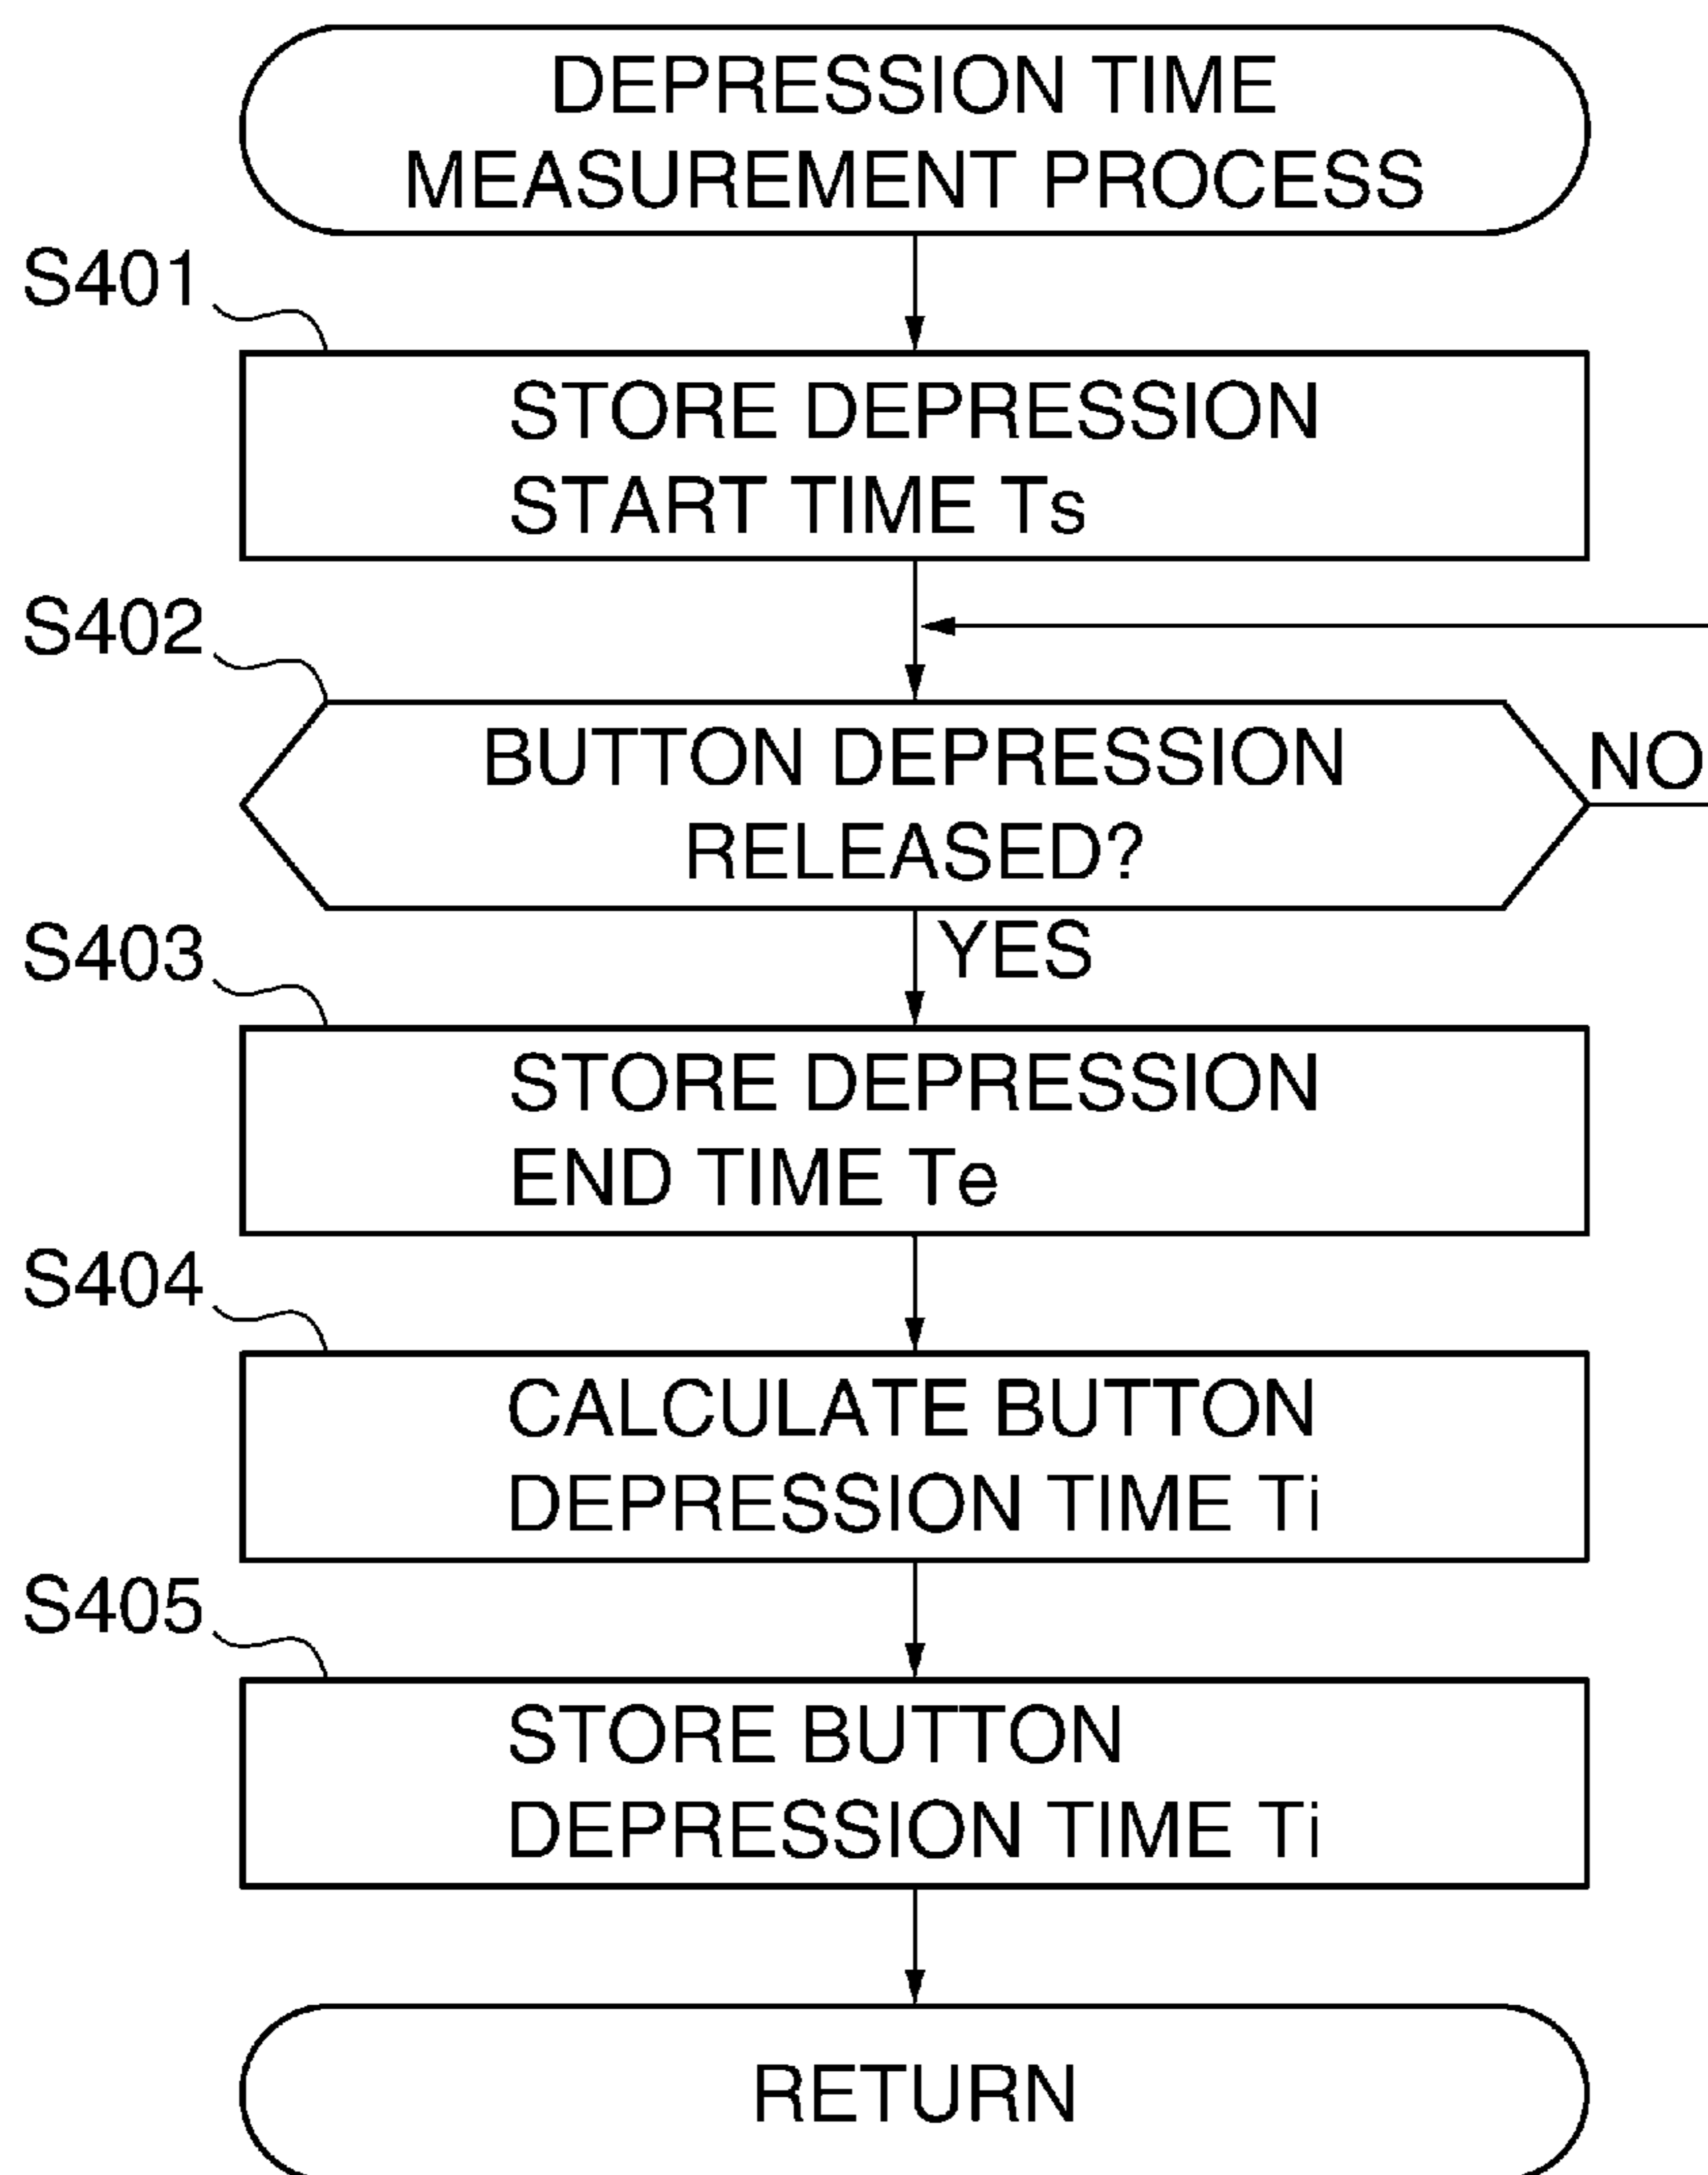 DEPRESSION TIME
MEASUREMENT PROCESS
S401
STORE DEPRESSION
START TIME Ts
S402
BUTTON DEPRESSION
RELEASED?
NO
YES
S403
STORE DEPRESSION
END TIME Te
S404
CALCULATE BUTTON
DEPRESSION TIME Ti
S405
STORE BUTTON
DEPRESSION TIME Ti
RETURN